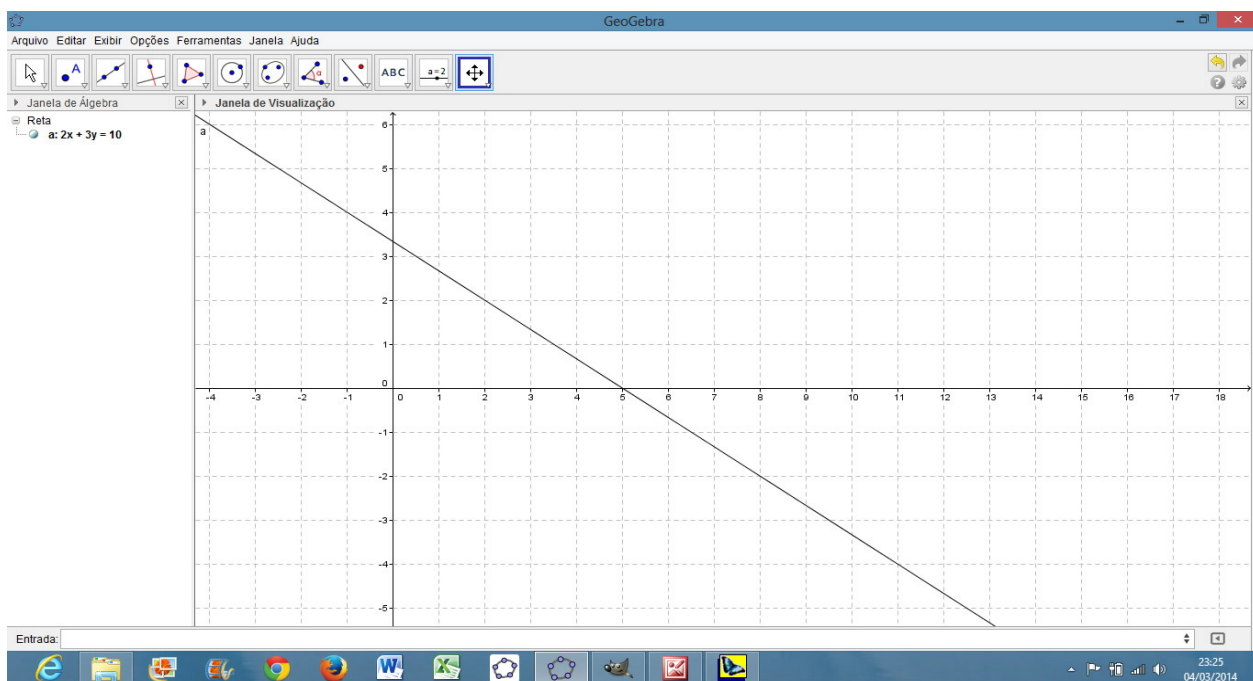 GeoGebra
Arquivo Editar Exibir Opções Ferramentas Janela Ajuda
A
α
ABC
a=2
Janela de Álgebra
Janela de Visualização
Reta
a: 2x + 3y = 10
a
6
5
4
3
2
1
0
-1
-2
-3
-4
-5
-4 -3 -2 -1 0 1 2 3 4 5 6 7 8 9 10 11 12 13 14 15 16 17 18
Entrada:
23:25
04/03/2014